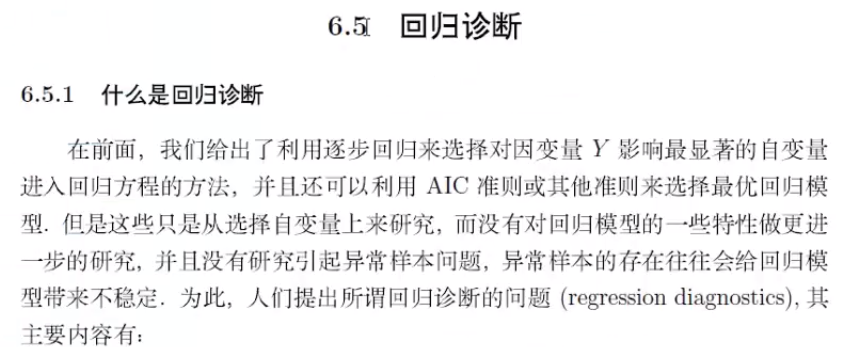 6.5 回归诊断
6.5.1 什么是回归诊断
在前面，我们给出了利用逐步回归来选择对因变量 Y 影响最显著的自变量
进入回归方程的方法，并且还可以利用 AIC 准则或其他准则来选择最优回归模
型. 但是这些只是从选择自变量上来研究，而没有对回归模型的一些特性做更进
一步的研究，并且没有研究引起异常样本问题，异常样本的存在往往会给回归模
型带来不稳定. 为此，人们提出所谓回归诊断的问题 (regression diagnostics), 其
主要内容有：